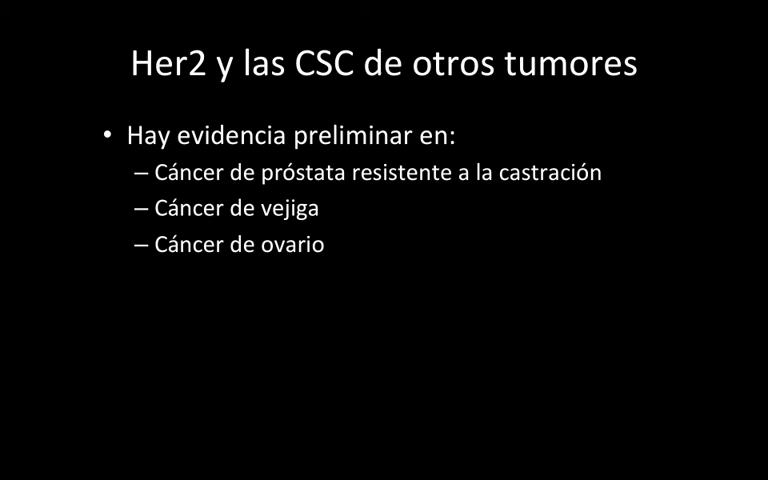 Her2 y las CSC de otros tumores
• Hay evidencia preliminar en:
– Cáncer de próstata resistente a la castración
– Cáncer de vejiga
– Cáncer de ovario